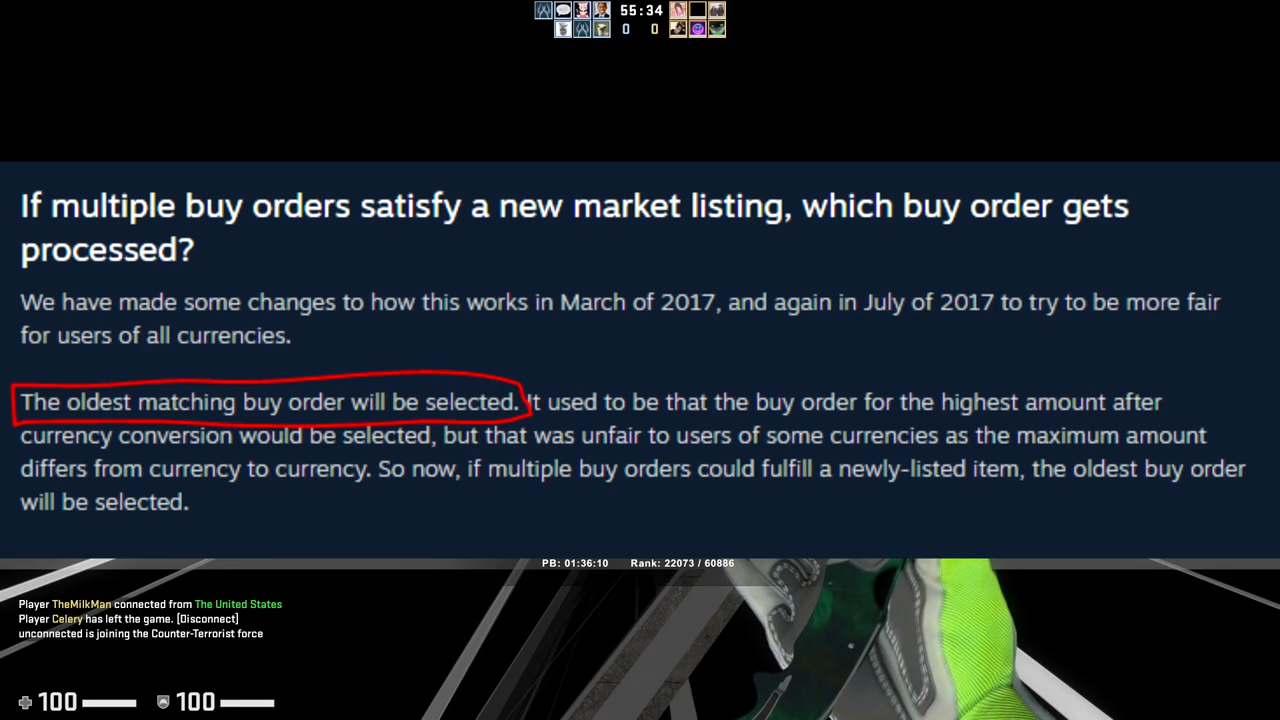 55:34
0 0
If multiple buy orders satisfy a new market listing, which buy order gets
processed?
We have made some changes to how this works in March of 2017, and again in July of 2017 to try to be more fair
for users of all currencies.
The oldest matching buy order will be selected. It used to be that the buy order for the highest amount after
currency conversion would be selected, but that was unfair to users of some currencies as the maximum amount
differs from currency to currency. So now, if multiple buy orders could fulfill a newly-listed item, the oldest buy order
will be selected.
PB: 01:36:10 Rank: 22073 / 60886
Player TheMilkMan connected from The United States
Player Celery has left the game. [Disconnect]
unconnected is joining the Counter-Terrorist force
100 100